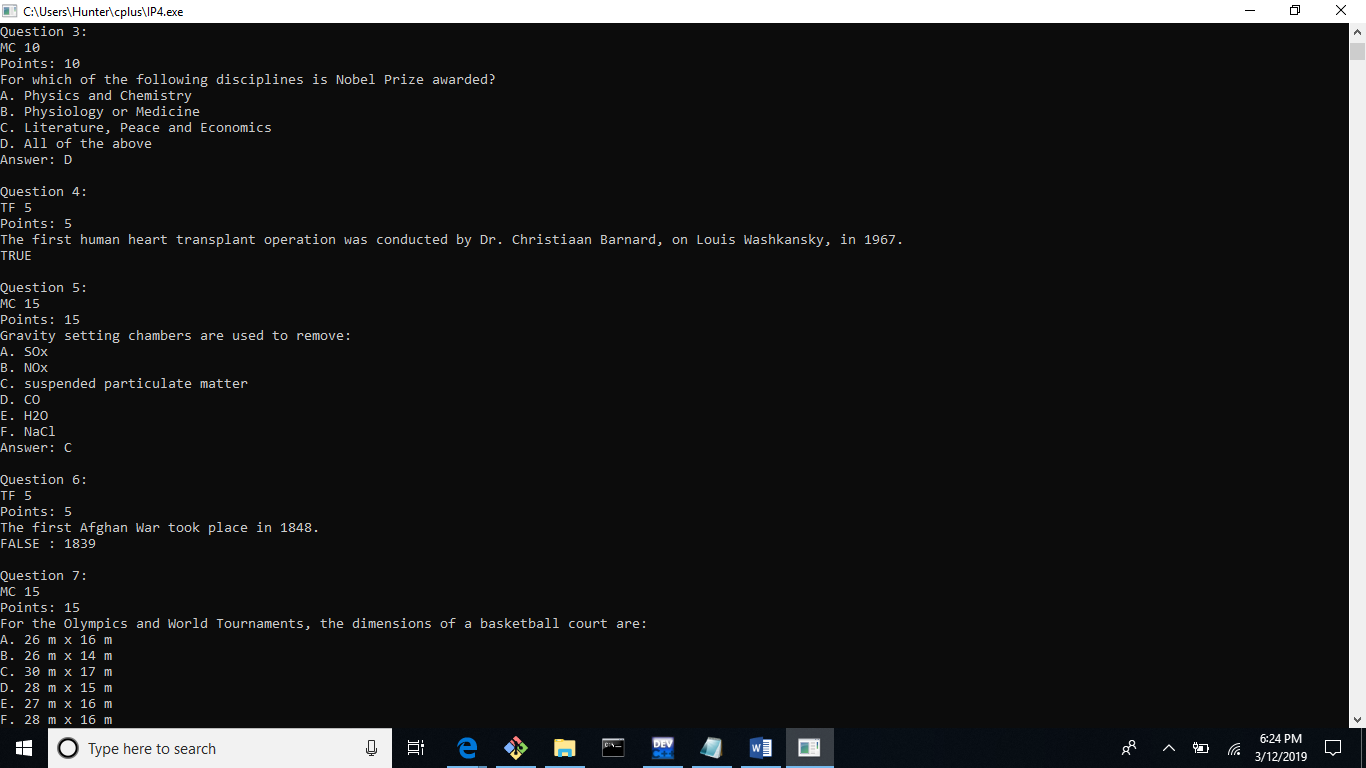 C:\Users\Hunter\cplus\IP4.exe
Question 3:
MC 10
Points: 10
For which of the following disciplines is Nobel Prize awarded?
A. Physics and Chemistry
B. Physiology or Medicine
C. Literature, Peace and Economics
D. All of the above
Answer: D

Question 4:
TF 5
Points: 5
The first human heart transplant operation was conducted by Dr. Christiaan Barnard, on Louis Washkansky, in 1967.
TRUE

Question 5:
MC 15
Points: 15
Gravity setting chambers are used to remove:
A. SOx
B. NOx
C. suspended particulate matter
D. CO
E. H2O
F. NaCl
Answer: C

Question 6:
TF 5
Points: 5
The first Afghan War took place in 1848.
FALSE : 1839

Question 7:
MC 15
Points: 15
For the Olympics and World Tournaments, the dimensions of a basketball court are:
A. 26 m x 16 m
B. 26 m x 14 m
C. 30 m x 17 m
D. 28 m x 15 m
E. 27 m x 16 m
F. 28 m x 16 m
Type here to search
DEV
6:24 PM
3/12/2019